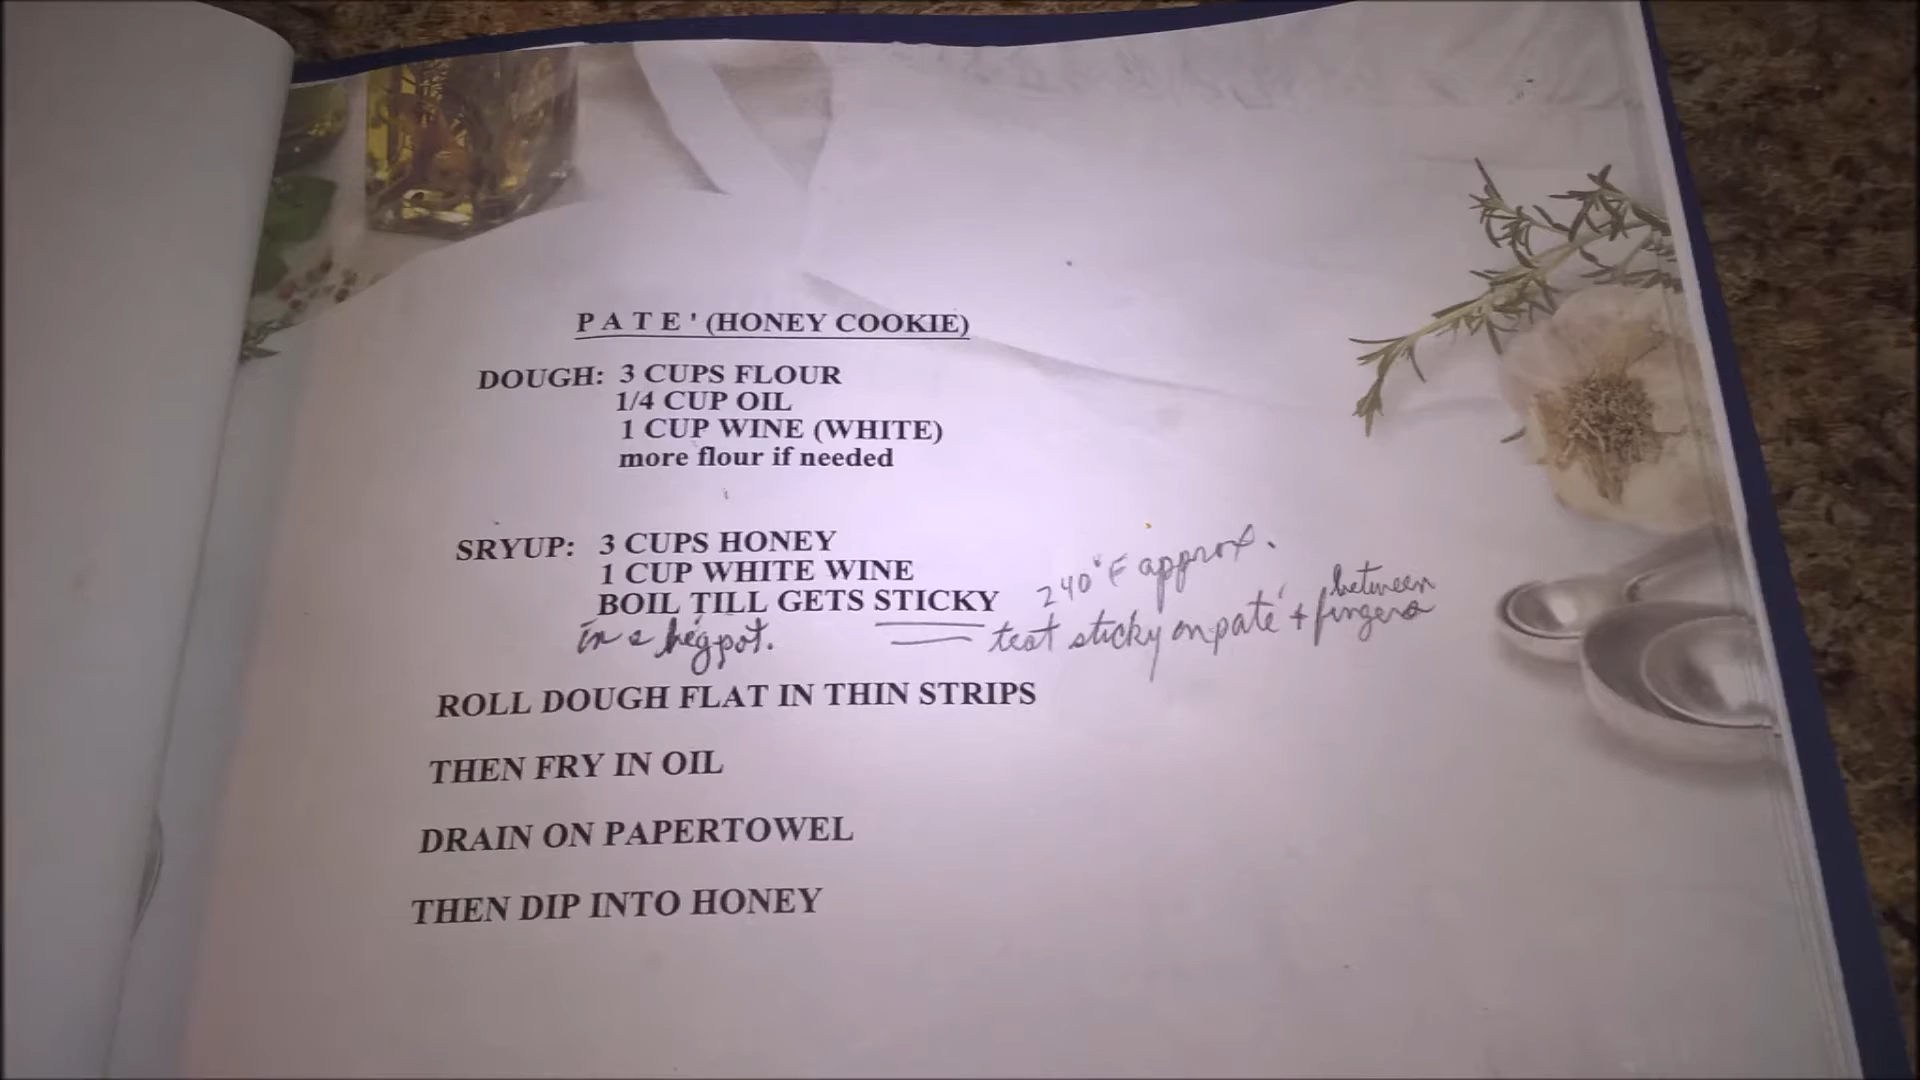 P A T E ' (HONEY COOKIE)
DOUGH: 3 CUPS FLOUR
1/4 CUP OIL
1 CUP WINE (WHITE)
more flour if needed
SRYUP: 3 CUPS HONEY
1 CUP WHITE WINE
BOIL TILL GETS STICKY
240°F approx.
test sticky on pate' + between fingers
in a big pot.
ROLL DOUGH FLAT IN THIN STRIPS
THEN FRY IN OIL
DRAIN ON PAPERTOWEL
THEN DIP INTO HONEY